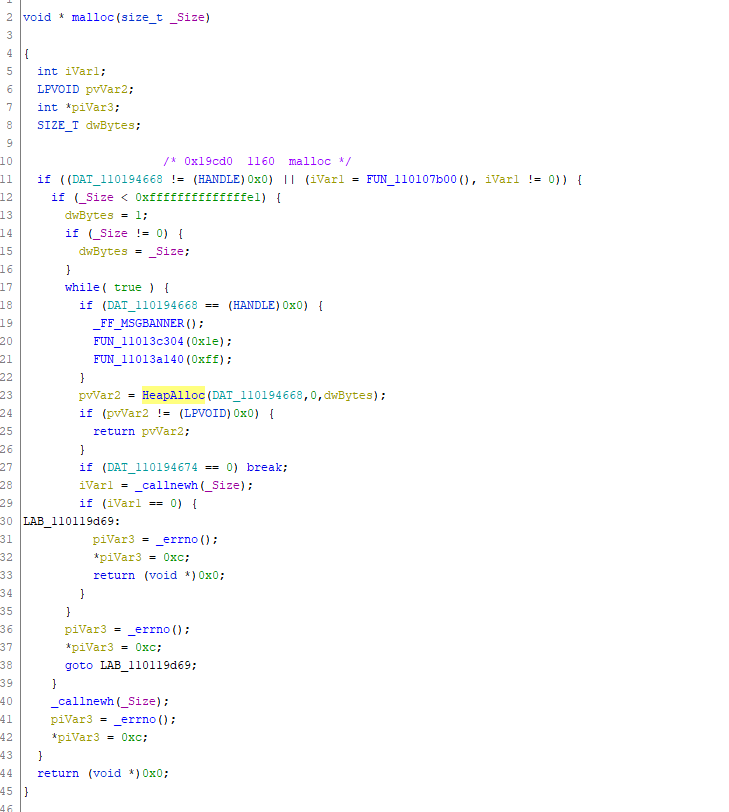 1
2 void * malloc(size_t _Size)
3
4 {
5   int iVar1;
6   LPVOID pvVar2;
7   int *piVar3;
8   SIZE_T dwBytes;
9
10                     /* 0x19cd0  1160  malloc */
11   if ((DAT_110194668 != (HANDLE)0x0) || (iVar1 = FUN_110107b00(), iVar1 != 0)) {
12     if (_Size < 0xffffffffffffffe1) {
13       dwBytes = 1;
14       if (_Size != 0) {
15         dwBytes = _Size;
16       }
17       while( true ) {
18         if (DAT_110194668 == (HANDLE)0x0) {
19           _FF_MSGBANNER();
20           FUN_11013c304(0x1e);
21           FUN_11013a140(0xff);
22         }
23         pvVar2 = HeapAlloc(DAT_110194668,0,dwBytes);
24         if (pvVar2 != (LPVOID)0x0) {
25           return pvVar2;
26         }
27         if (DAT_110194674 == 0) break;
28         iVar1 = _callnewh(_Size);
29         if (iVar1 == 0) {
30 LAB_110119d69:
31           piVar3 = _errno();
32           *piVar3 = 0xc;
33           return (void *)0x0;
34         }
35       }
36       piVar3 = _errno();
37       *piVar3 = 0xc;
38       goto LAB_110119d69;
39     }
40     _callnewh(_Size);
41     piVar3 = _errno();
42     *piVar3 = 0xc;
43   }
44   return (void *)0x0;
45 }
46